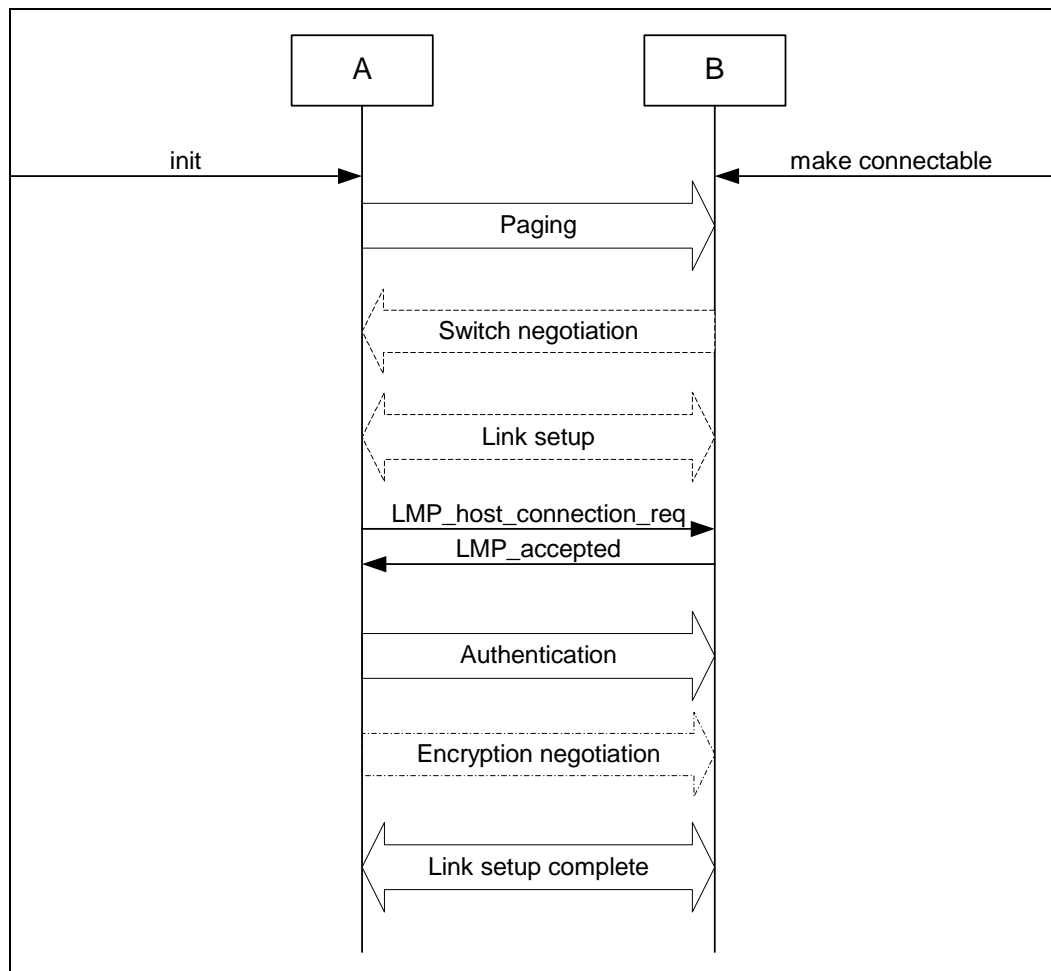 A
B
init
make connectable
Paging
Switch negotiation
Link setup
LMP_host_connection_req
LMP_accepted
Authentication
Encryption negotiation
Link setup complete